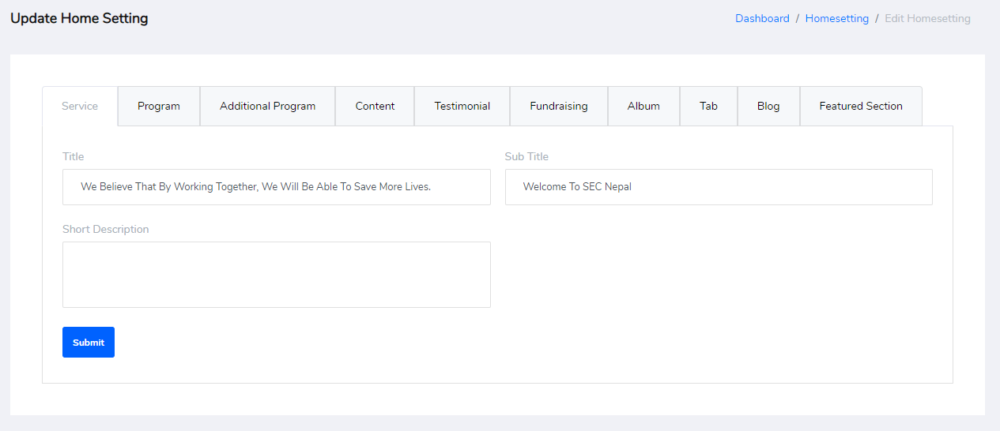 Update Home Setting
Dashboard / Homesetting / Edit Homesetting
Service Program Additional Program Content Testimonial Fundraising Album Tab Blog Featured Section
Title Sub Title
We Believe That By Working Together, We Will Be Able To Save More Lives. Welcome To SEC Nepal
Short Description
Submit